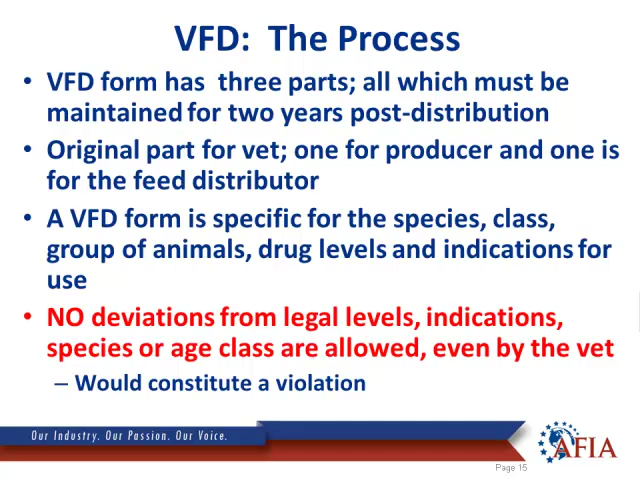 VFD:  The Process
• VFD form has  three parts; all which must be
maintained for two years post-distribution
• Original part for vet; one for producer and one is
for the feed distributor
• A VFD form is specific for the species, class,
group of animals, drug levels and indications for
use
• NO deviations from legal levels, indications,
species or age class are allowed, even by the vet
– Would constitute a violation
Our Industry. Our Passion. Our Voice.
AFIA
Page 15